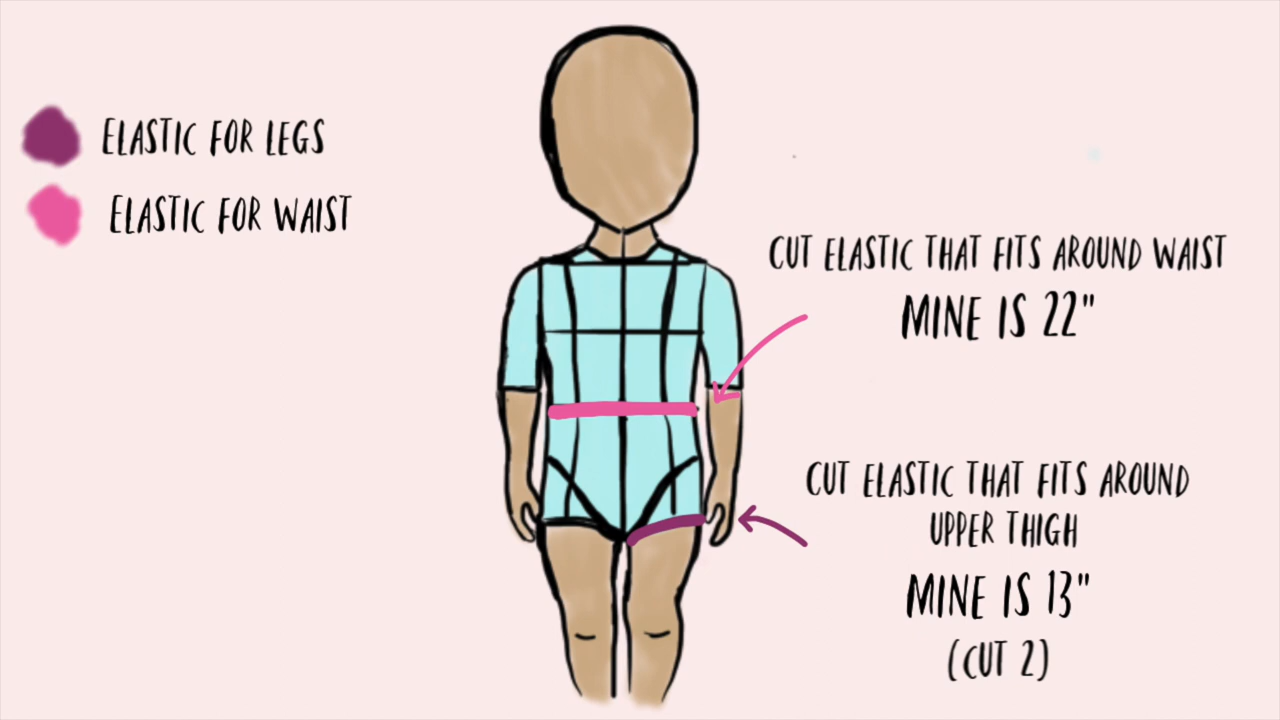 ELASTIC FOR LEGS
ELASTIC FOR WAIST
CUT ELASTIC THAT FITS AROUND WAIST
MINE IS 22"
CUT ELASTIC THAT FITS AROUND
UPPER THIGH
MINE IS 13"
(CUT 2)